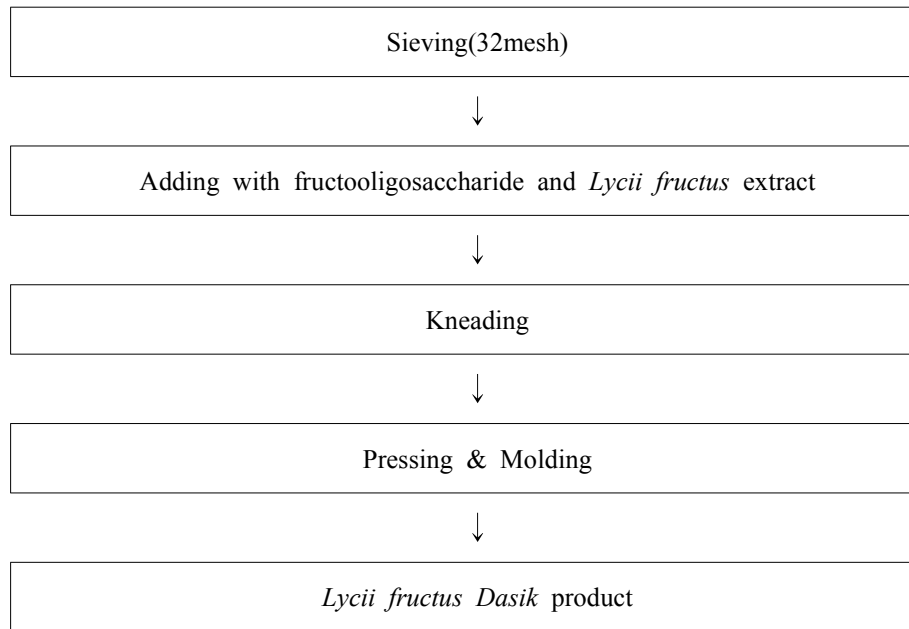 Sieving(32mesh)
↓
Adding with fructooligosaccharide and Lycii fructus extract
↓
Kneading
↓
Pressing & Molding
↓
Lycii fructus Dasik product